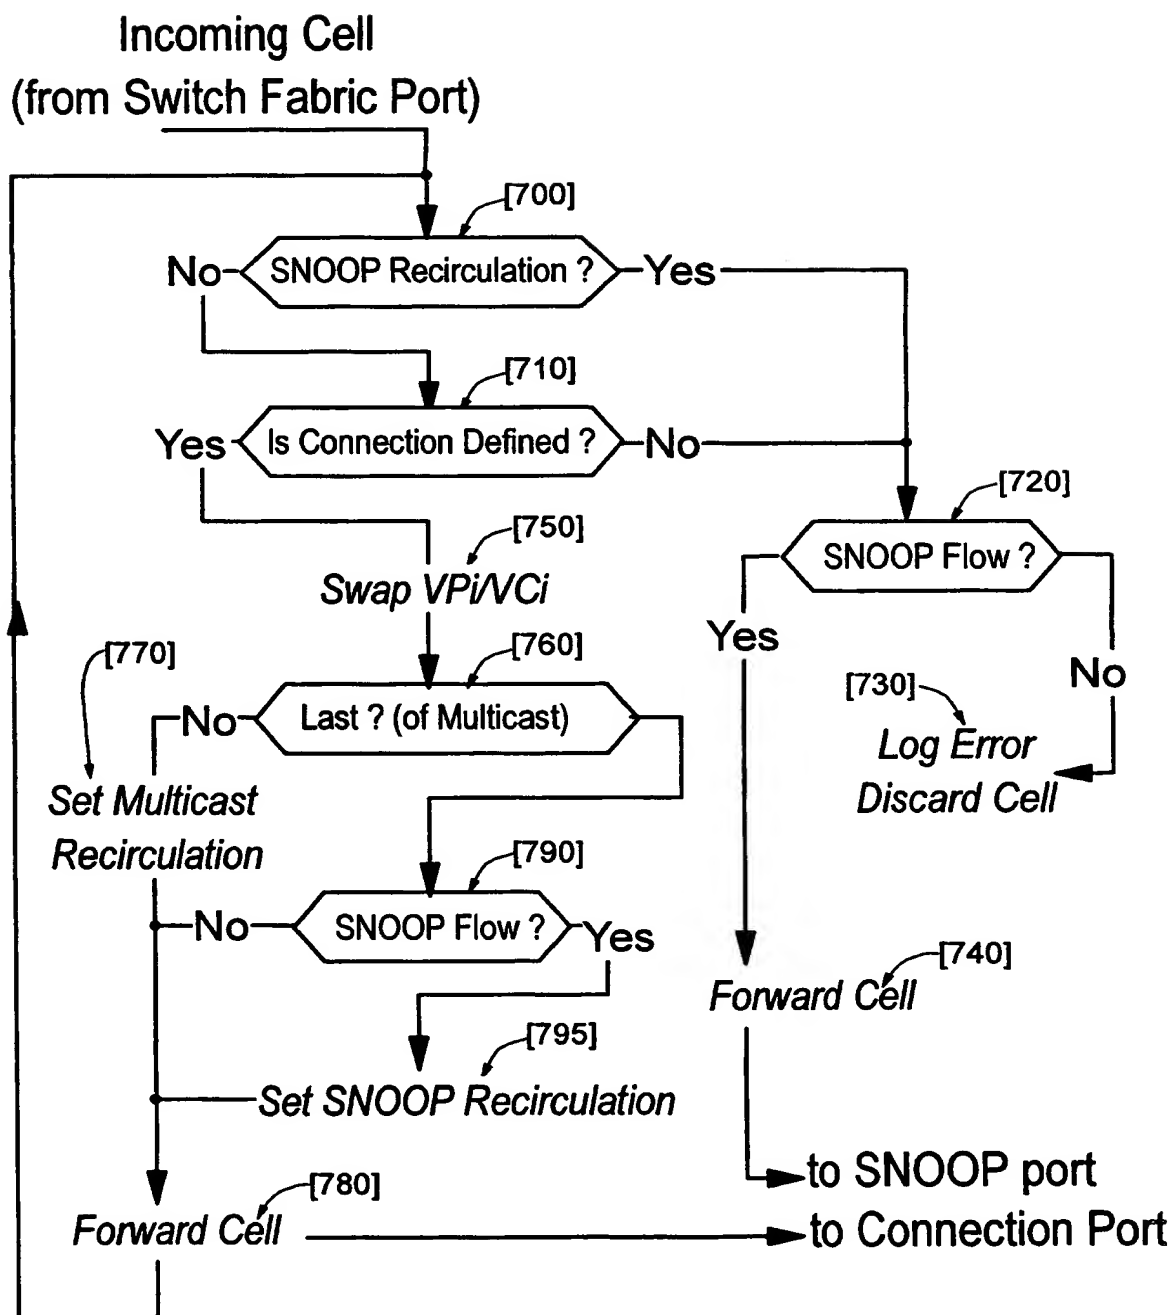 Incoming Cell
(from Switch Fabric Port)
[700]
No
SNOOP Recirculation ?
Yes
[710]
Yes
Is Connection Defined ?
No
[720]
SNOOP Flow ?
[750]
Swap VPi/VCi
Yes
No
[730]
Log Error
Discard Cell
[760]
[770]
No
Last ? (of Multicast)
Set Multicast
Recirculation
[790]
No
SNOOP Flow ?
Yes
[740]
Forward Cell
[795]
Set SNOOP Recirculation
to SNOOP port
[780]
Forward Cell
to Connection Port